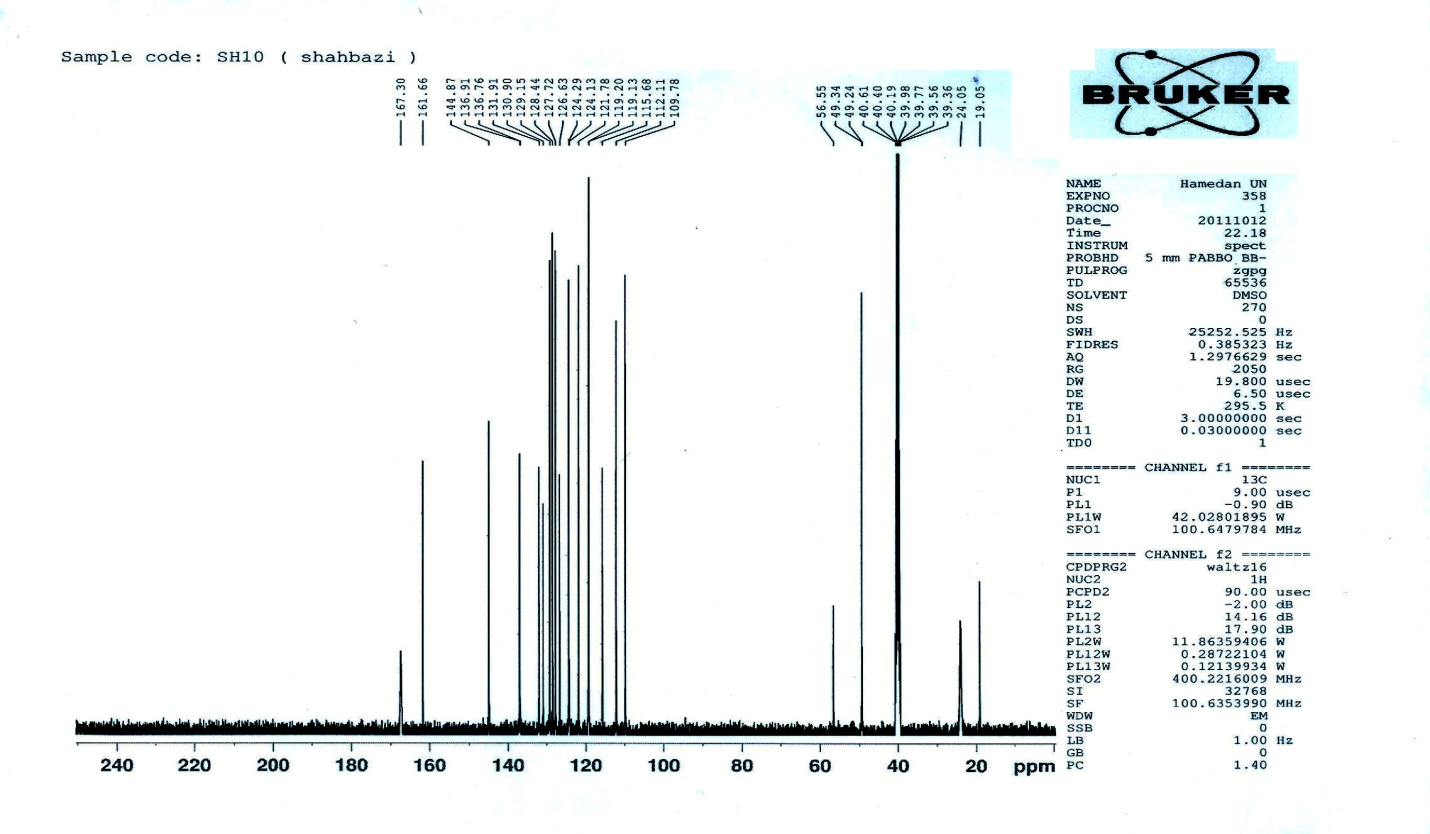 Sample code: SH10 ( shahbazi )
167.30
161.66
144.87
136.91
136.76
131.91
130.90
129.15
128.44
127.72
126.63
124.29
124.13
121.78
119.20
119.13
115.68
112.11
109.78
56.55
49.34
49.24
40.61
40.40
40.19
39.98
39.77
39.56
39.36
24.05
19.05
BRUKER
NAME Hamedan UN
EXPNO 358
PROCNO 1
Date_ 20111012
Time 22.18
INSTRUM spect
PROBHD 5 mm PABBO BB-
PULPROG zgpg
TD 65536
SOLVENT DMSO
NS 270
DS 0
SWH 25252.525 Hz
FIDRES 0.385323 Hz
AQ 1.2976629 sec
RG 2050
DW 19.800 usec
DE 6.50 usec
TE 295.5 K
D1 3.00000000 sec
D11 0.03000000 sec
TD0 1
======== CHANNEL f1 ========
NUC1 13C
P1 9.00 usec
PL1 -0.90 dB
PL1W 42.02801895 W
SFO1 100.6479784 MHz
======== CHANNEL f2 ========
CPDPRG2 waltz16
NUC2 1H
PCPD2 90.00 usec
PL2 -2.00 dB
PL12 14.16 dB
PL13 17.90 dB
PL2W 11.86359406 W
PL12W 0.28722104 W
PL13W 0.12139934 W
SFO2 400.2216009 MHz
SI 32768
SF 100.6353990 MHz
WDW EM
SSB 0
LB 1.00 Hz
GB 0
PC 1.40
240 220 200 180 160 140 120 100 80 60 40 20 ppm